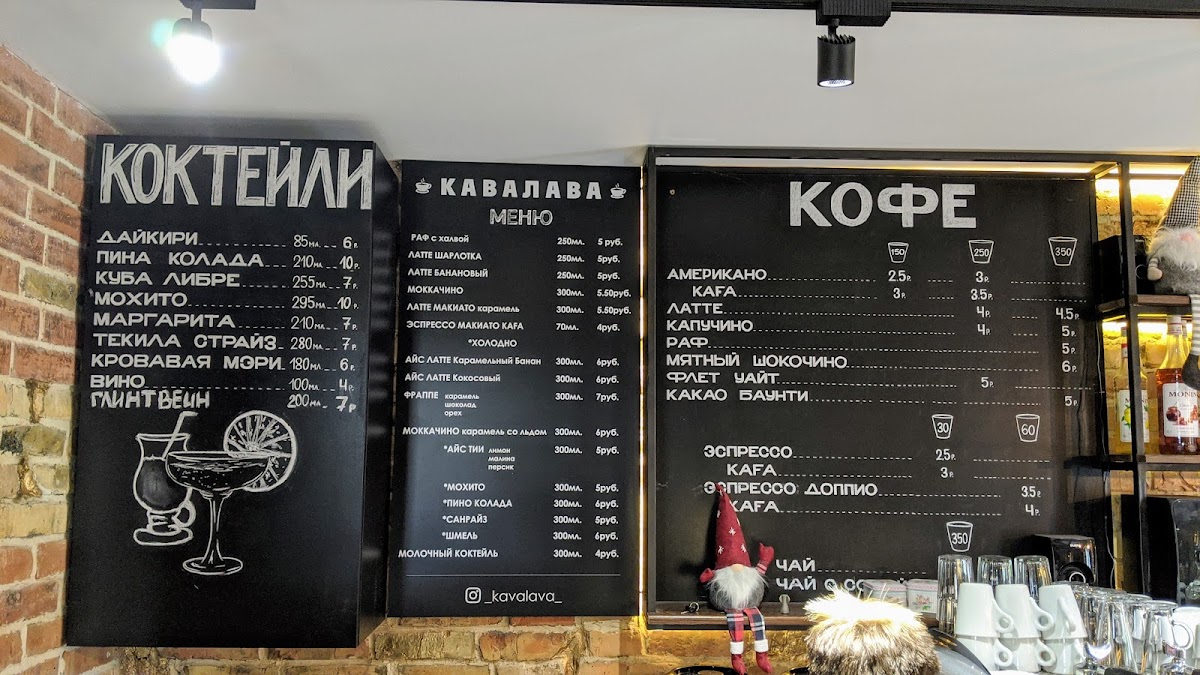 КОКТЕЙЛИ
ДАЙКИРИ 85мл. 6р.
ПИНА КОЛАДА 210мл. 10р.
КУБА ЛИБРЕ 255мл. 7р.
МОХИТО 295мл. 10р.
МАРГАРИТА 210мл. 7р.
ТЕКИЛА СТРАЙЗ 280мл. 7р.
КРОВАВАЯ МЭРИ 180мл. 6р.
ВИНО 100мл. 4р.
ГЛИНТВЕИН 200мл. 7р
КАВАЛАВА
МЕНЮ
РАФ с халвой 250мл. 5 руб.
ЛАТТЕ ШАРЛОТКА 250мл. 5руб.
ЛАТТЕ БАНАНОВЫЙ 250мл. 5руб.
МОККАЧИНО 300мл. 5.50руб.
ЛАТТЕ МАКИАТО карамель 300мл. 5.50руб.
ЭСПРЕССО МАКИАТО KAFA 70мл. 4руб.
*ХОЛОДНО
АЙС ЛАТТЕ Карамельный Банан 300мл. 6руб.
АЙС ЛАТТЕ Кокосовый 300мл. 6руб.
ФРАППЕ карамель 300мл. 7руб.
шоколад
орех
МОККАЧИНО карамель со льдом 300мл. 6руб.
*АЙС ТИИ лимон 300мл. 5руб.
малина
персик
*МОХИТО 300мл. 5руб.
*ПИНО КОЛАДА 300мл. 6руб.
*САНРАЙЗ 300мл. 5руб.
*ШМЕЛЬ 300мл. 6руб.
МОЛОЧНЫЙ КОКТЕЙЛЬ 300мл. 4руб.
_kavalava_
КОФЕ
150 250 350
АМЕРИКАНО 2.5р. 3р.
KAFA 3р. 3.5р.
ЛАТТЕ 4р. 4.5р.
КАПУЧИНО 4р. 5р.
РАФ 5р.
МЯТНЫЙ ШОКОЧИНО 6р.
ФЛЕТ УАЙТ 5р.
КАКАО БАУНТИ 5р.
30 60
ЭСПРЕССО 2.5р.
KAFA 3р.
ЭСПРЕССО ДОППИО 3.5р.
KAFA 4р.
350
ЧАЙ
ЧАЙ
MONIN